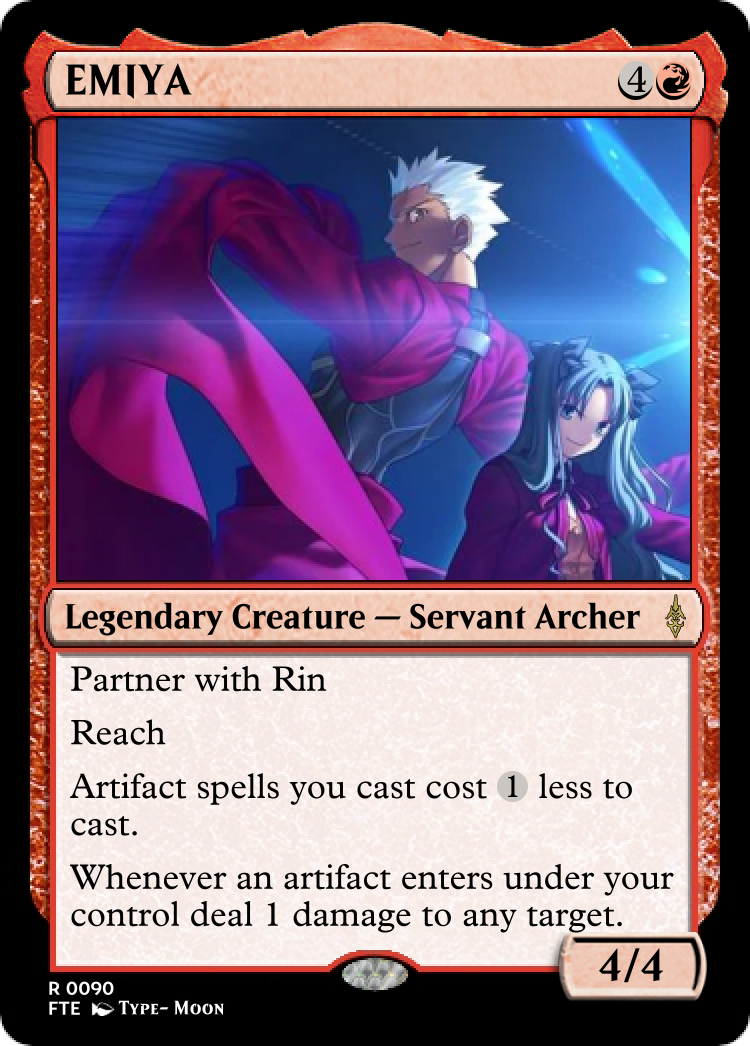 EMIYA 4
Legendary Creature — Servant Archer
Partner with Rin
Reach
Artifact spells you cast cost 1 less to
cast.
Whenever an artifact enters under your
control deal 1 damage to any target.
4/4
R 0090
FTE Type- Moon